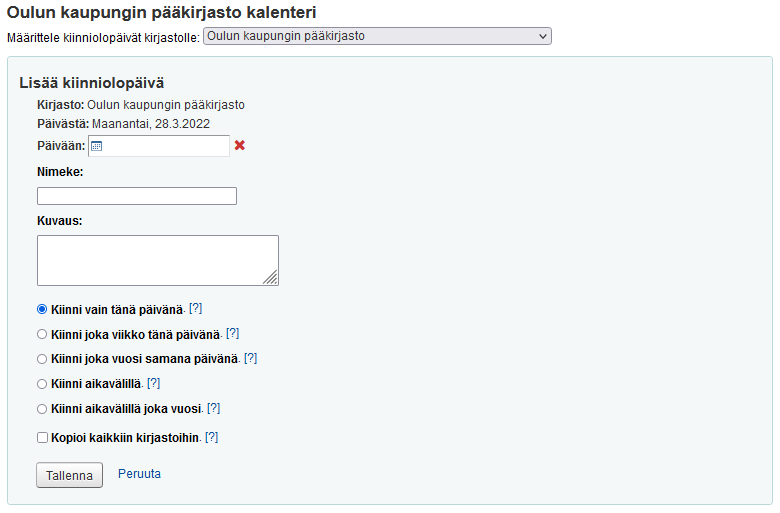 Oulun kaupungin pääkirjasto kalenteri
Määrittele kiinniolopäivät kirjastolle: Oulun kaupungin pääkirjasto
Lisää kiinniolopäivä
Kirjasto: Oulun kaupungin pääkirjasto
Päivästä: Maanantai, 28.3.2022
Päivään:
Nimeke:
Kuvaus:
Kiinni vain tänä päivänä. [?]
Kiinni joka viikko tänä päivänä. [?]
Kiinni joka vuosi samana päivänä. [?]
Kiinni aikavälillä. [?]
Kiinni aikavälillä joka vuosi. [?]
Kopioi kaikkiin kirjastoihin. [?]
Tallenna Peruuta